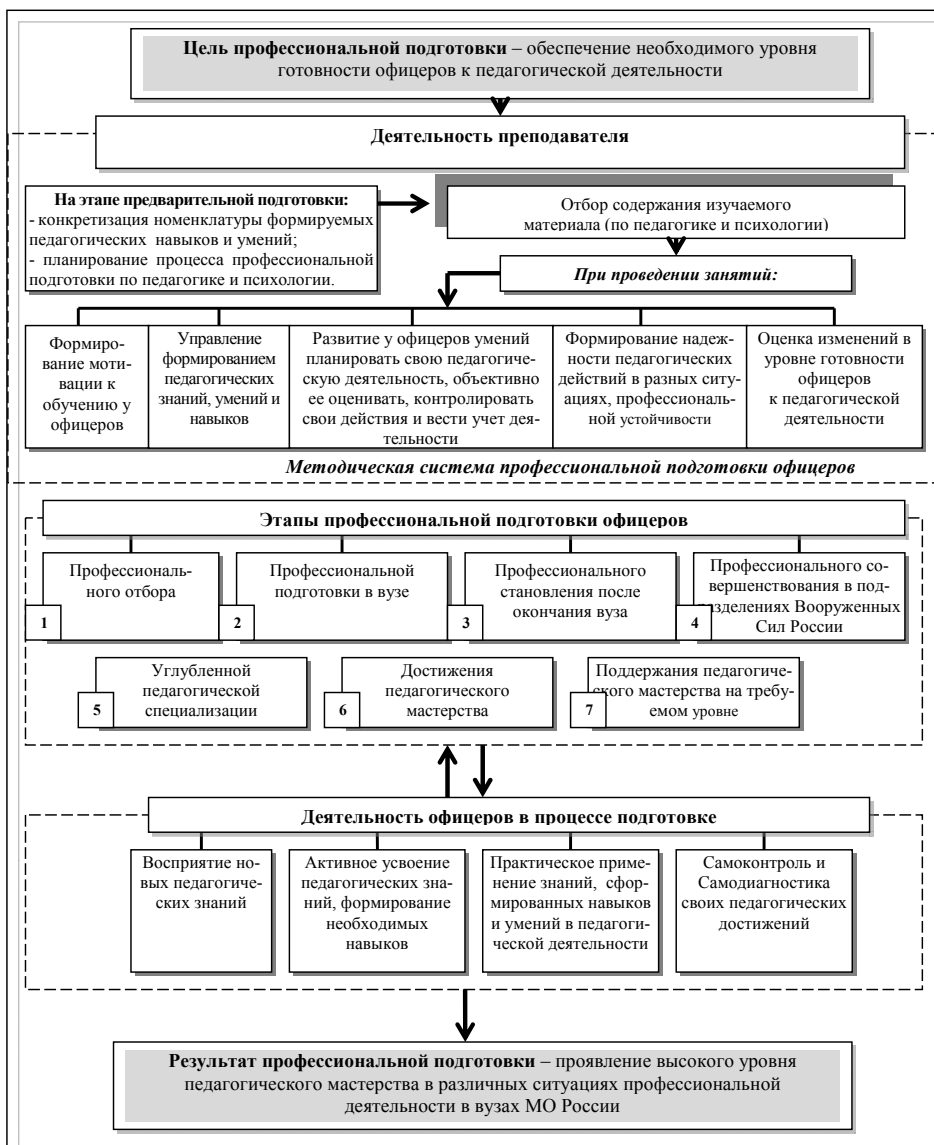 Цель профессиональной подготовки – обеспечение необходимого уровня
готовности офицеров к педагогической деятельности
Деятельность преподавателя
На этапе предварительной подготовки:
- конкретизация номенклатуры формируемых
педагогических навыков и умений;
- планирование процесса профессиональной
подготовки по педагогике и психологии.
Отбор содержания изучаемого
материала (по педагогике и психологии)
При проведении занятий:
Формиро-
вание моти-
вации к
обучению у
офицеров
Управление
формированием
педагогических
знаний, умений и
навыков
Развитие у офицеров умений
планировать свою педагогиче-
скую деятельность, объективно
ее оценивать, контролировать
свои действия и вести учет дея-
тельности
Формирование надеж-
ности педагогических
действий в разных ситу-
ациях, профессиональ-
ной устойчивости
Оценка изменений в
уровне готовности
офицеров
к педагогической
деятельности
Методическая система профессиональной подготовки офицеров
Этапы профессиональной подготовки офицеров
Профессиональ-
ного отбора
1
Профессиональной
подготовки в вузе
2
Профессионального
становления после
окончания вуза
3
Профессионального со-
вершенствования в под-
разделениях Вооруженных
Сил России
4
Углубленной
педагогической
специализации
5
Достижения
педагогического
мастерства
6
Поддержания педагогиче-
ского мастерства на требу-
емом уровне
7
Деятельность офицеров в процессе подготовке
Восприятие но-
вых педагогиче-
ских знаний
Активное усвоение
педагогических зна-
ний, формирование
необходимых
навыков
Практическое приме-
нение знаний, сфор-
мированных навыков
и умений в педагоги-
ческой деятельности
Самоконтроль и
Самодиагностика
своих педагогических
достижений
Результат профессиональной подготовки – проявление высокого уровня
педагогического мастерства в различных ситуациях профессиональной
деятельности в вузах МО России